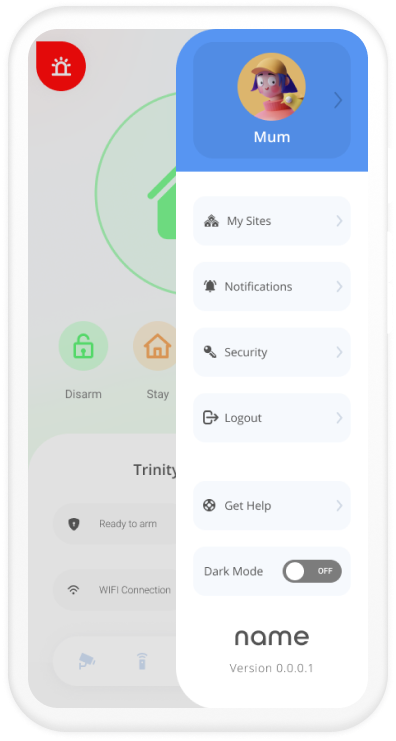 Mum
My Sites
Notifications
Security
Logout
Get Help
Dark Mode OFF
name
Version 0.0.0.1
Disarm Stay
Trinity
Ready to arm
WIFI Connection